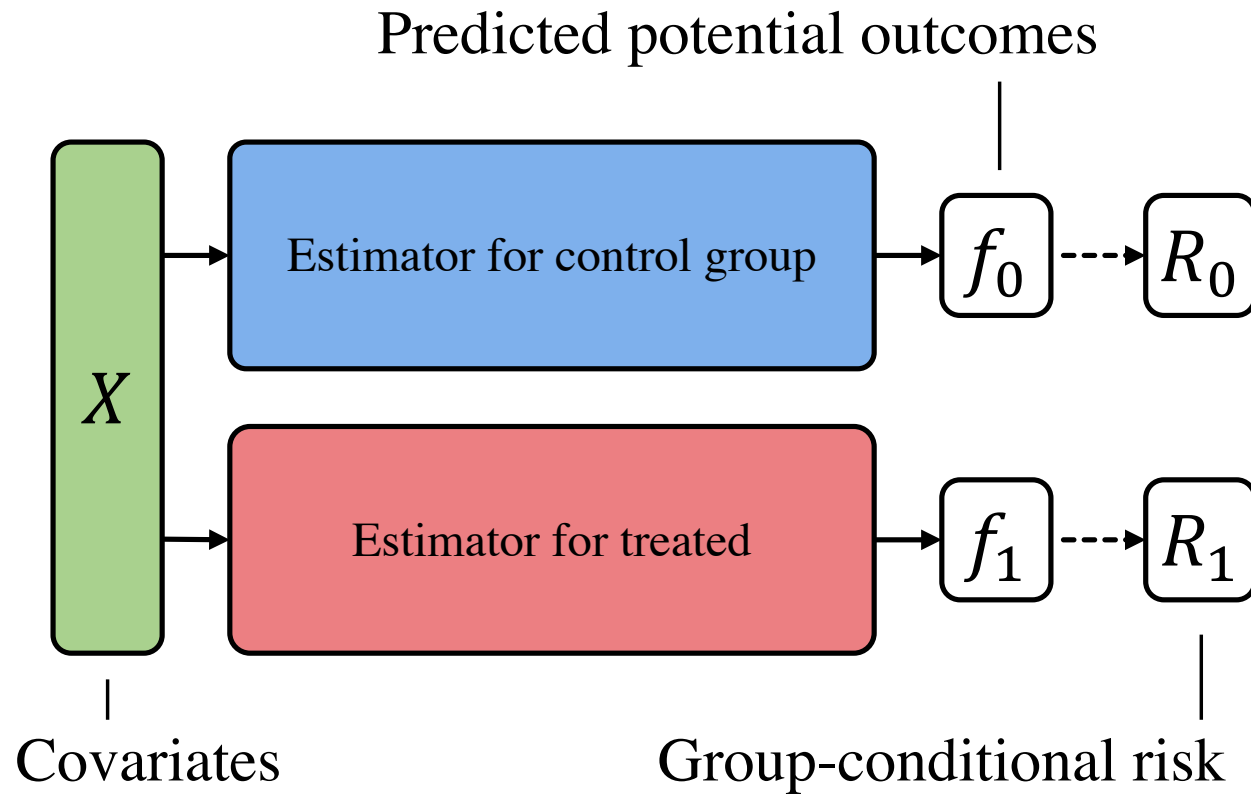 Predicted potential outcomes
Estimator for control group
f₀
R₀
X
Estimator for treated
f₁
R₁
Covariates
Group-conditional risk